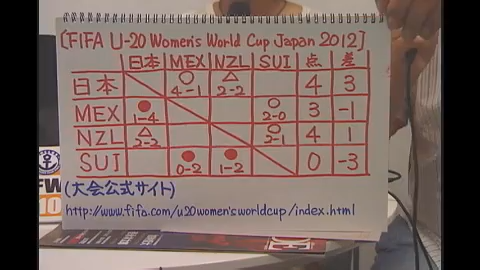 [FIFA U-20 Women's World Cup Japan 2012]
日本 MEX NZL SUI 点 差
日本 ○ 4-1 △ 2-2 4 3
MEX ● 1-4 ○ 2-0 3 -1
NZL △ 2-2 ○ 2-1 4 1
SUI ● 0-2 ● 1-2 0 -3
(大会公式サイト)
http://www.fifa.com/u20women'sworldcup/index.html